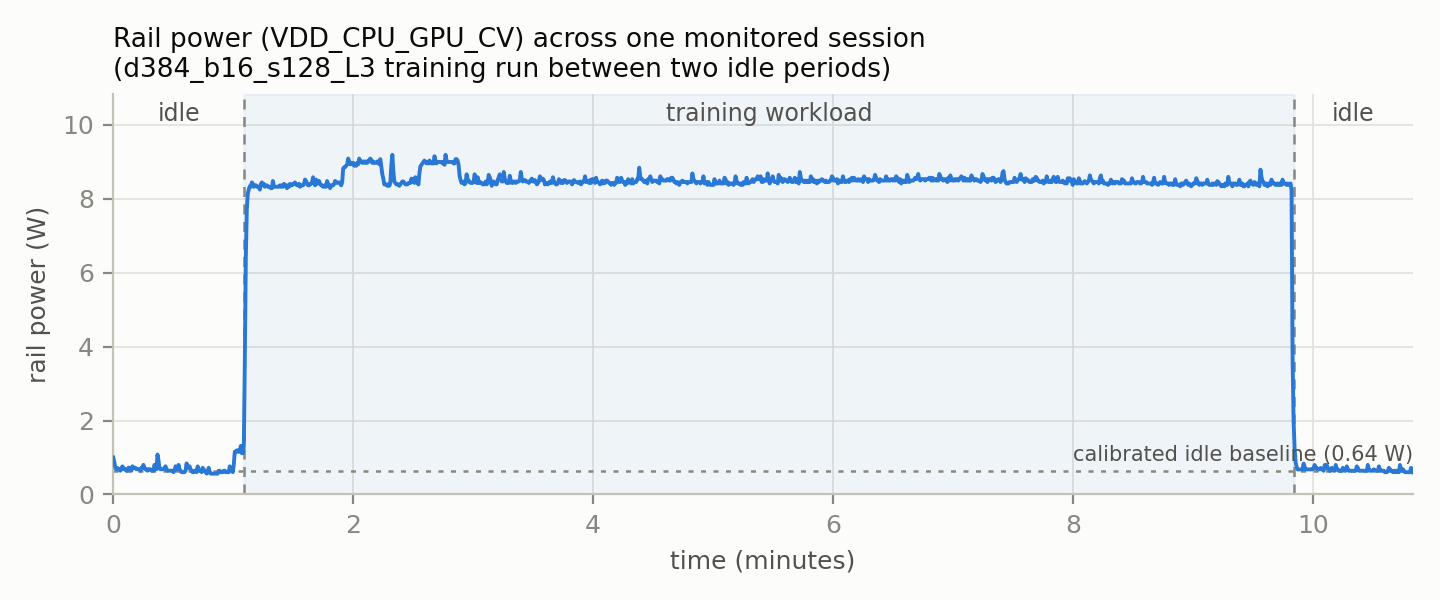 Rail power (VDD_CPU_GPU_CV) across one monitored session
(d384_b16_s128_L3 training run between two idle periods)
idle
training workload
idle
10
8
6
4
2
0
rail power (W)
calibrated idle baseline (0.64 W)
0
2
4
6
8
10
time (minutes)